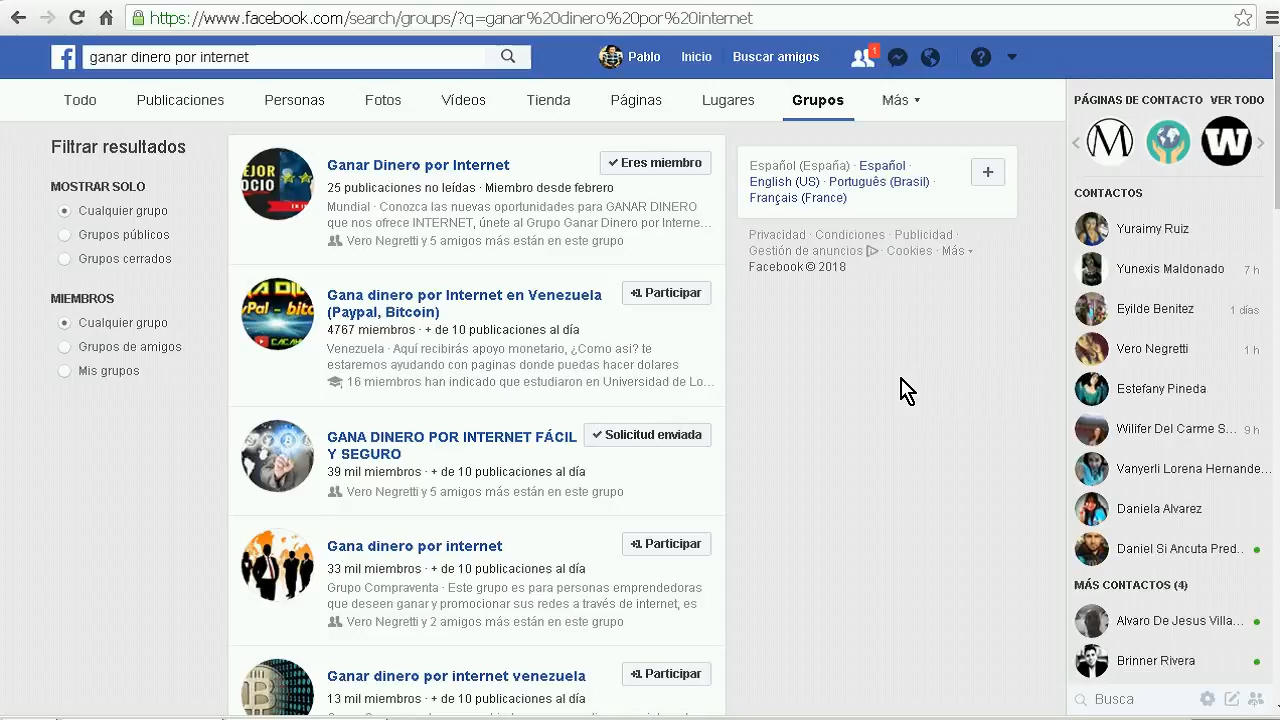 https://www.facebook.com/search/groups/?q=ganar%20dinero%20por%20internet
ganar dinero por internet
Pablo Inicio Buscar amigos 1 ?
Todo Publicaciones Personas Fotos Vídeos Tienda Páginas Lugares Grupos Más
Filtrar resultados
MOSTRAR SOLO
Cualquier grupo
Grupos públicos
Grupos cerrados
MIEMBROS
Cualquier grupo
Grupos de amigos
Mis grupos
Ganar Dinero por Internet
Eres miembro
25 publicaciones no leídas · Miembro desde febrero
Mundial · Conozca las nuevas oportunidades para GANAR DINERO
que nos ofrece INTERNET, únete al Grupo Ganar Dinero por Interne...
Vero Negretti y 5 amigos más están en este grupo
Gana dinero por Internet en Venezuela
(Paypal, Bitcoin)
+1 Participar
4767 miembros · + de 10 publicaciones al día
Venezuela · Aquí recibirás apoyo monetario, ¿Como asi? te
estaremos ayudando con paginas donde puedas hacer dolares
16 miembros han indicado que estudiaron en Universidad de Lo...
GANA DINERO POR INTERNET FÁCIL
Y SEGURO
Solicitud enviada
39 mil miembros · + de 10 publicaciones al día
Vero Negretti y 5 amigos más están en este grupo
Gana dinero por internet
+1 Participar
33 mil miembros · + de 10 publicaciones al día
Grupo Compraventa · Este grupo es para personas emprendedoras
que deseen ganar y promocionar sus redes a través de internet, es
Vero Negretti y 2 amigos más están en este grupo
Ganar dinero por internet venezuela
+1 Participar
13 mil miembros · + de 10 publicaciones al día
Español (España) · Español ·
English (US) · Português (Brasil) ·
Français (France)
+
Privacidad · Condiciones · Publicidad ·
Gestión de anuncios · Cookies · Más
Facebook © 2018
PÁGINAS DE CONTACTO VER TODO
M
W
CONTACTOS
Yuraimy Ruiz
Yunexis Maldonado 7 h
Eyilde Benitez 1 días
Vero Negretti 1 h
Estefany Pineda
Wilifer Del Carme S... 9 h
Vanyerli Lorena Hernande...
Daniela Alvarez
Daniel Si Ancuta Pred..
MÁS CONTACTOS (4)
Alvaro De Jesus Villa...
Brinner Rivera
Busca